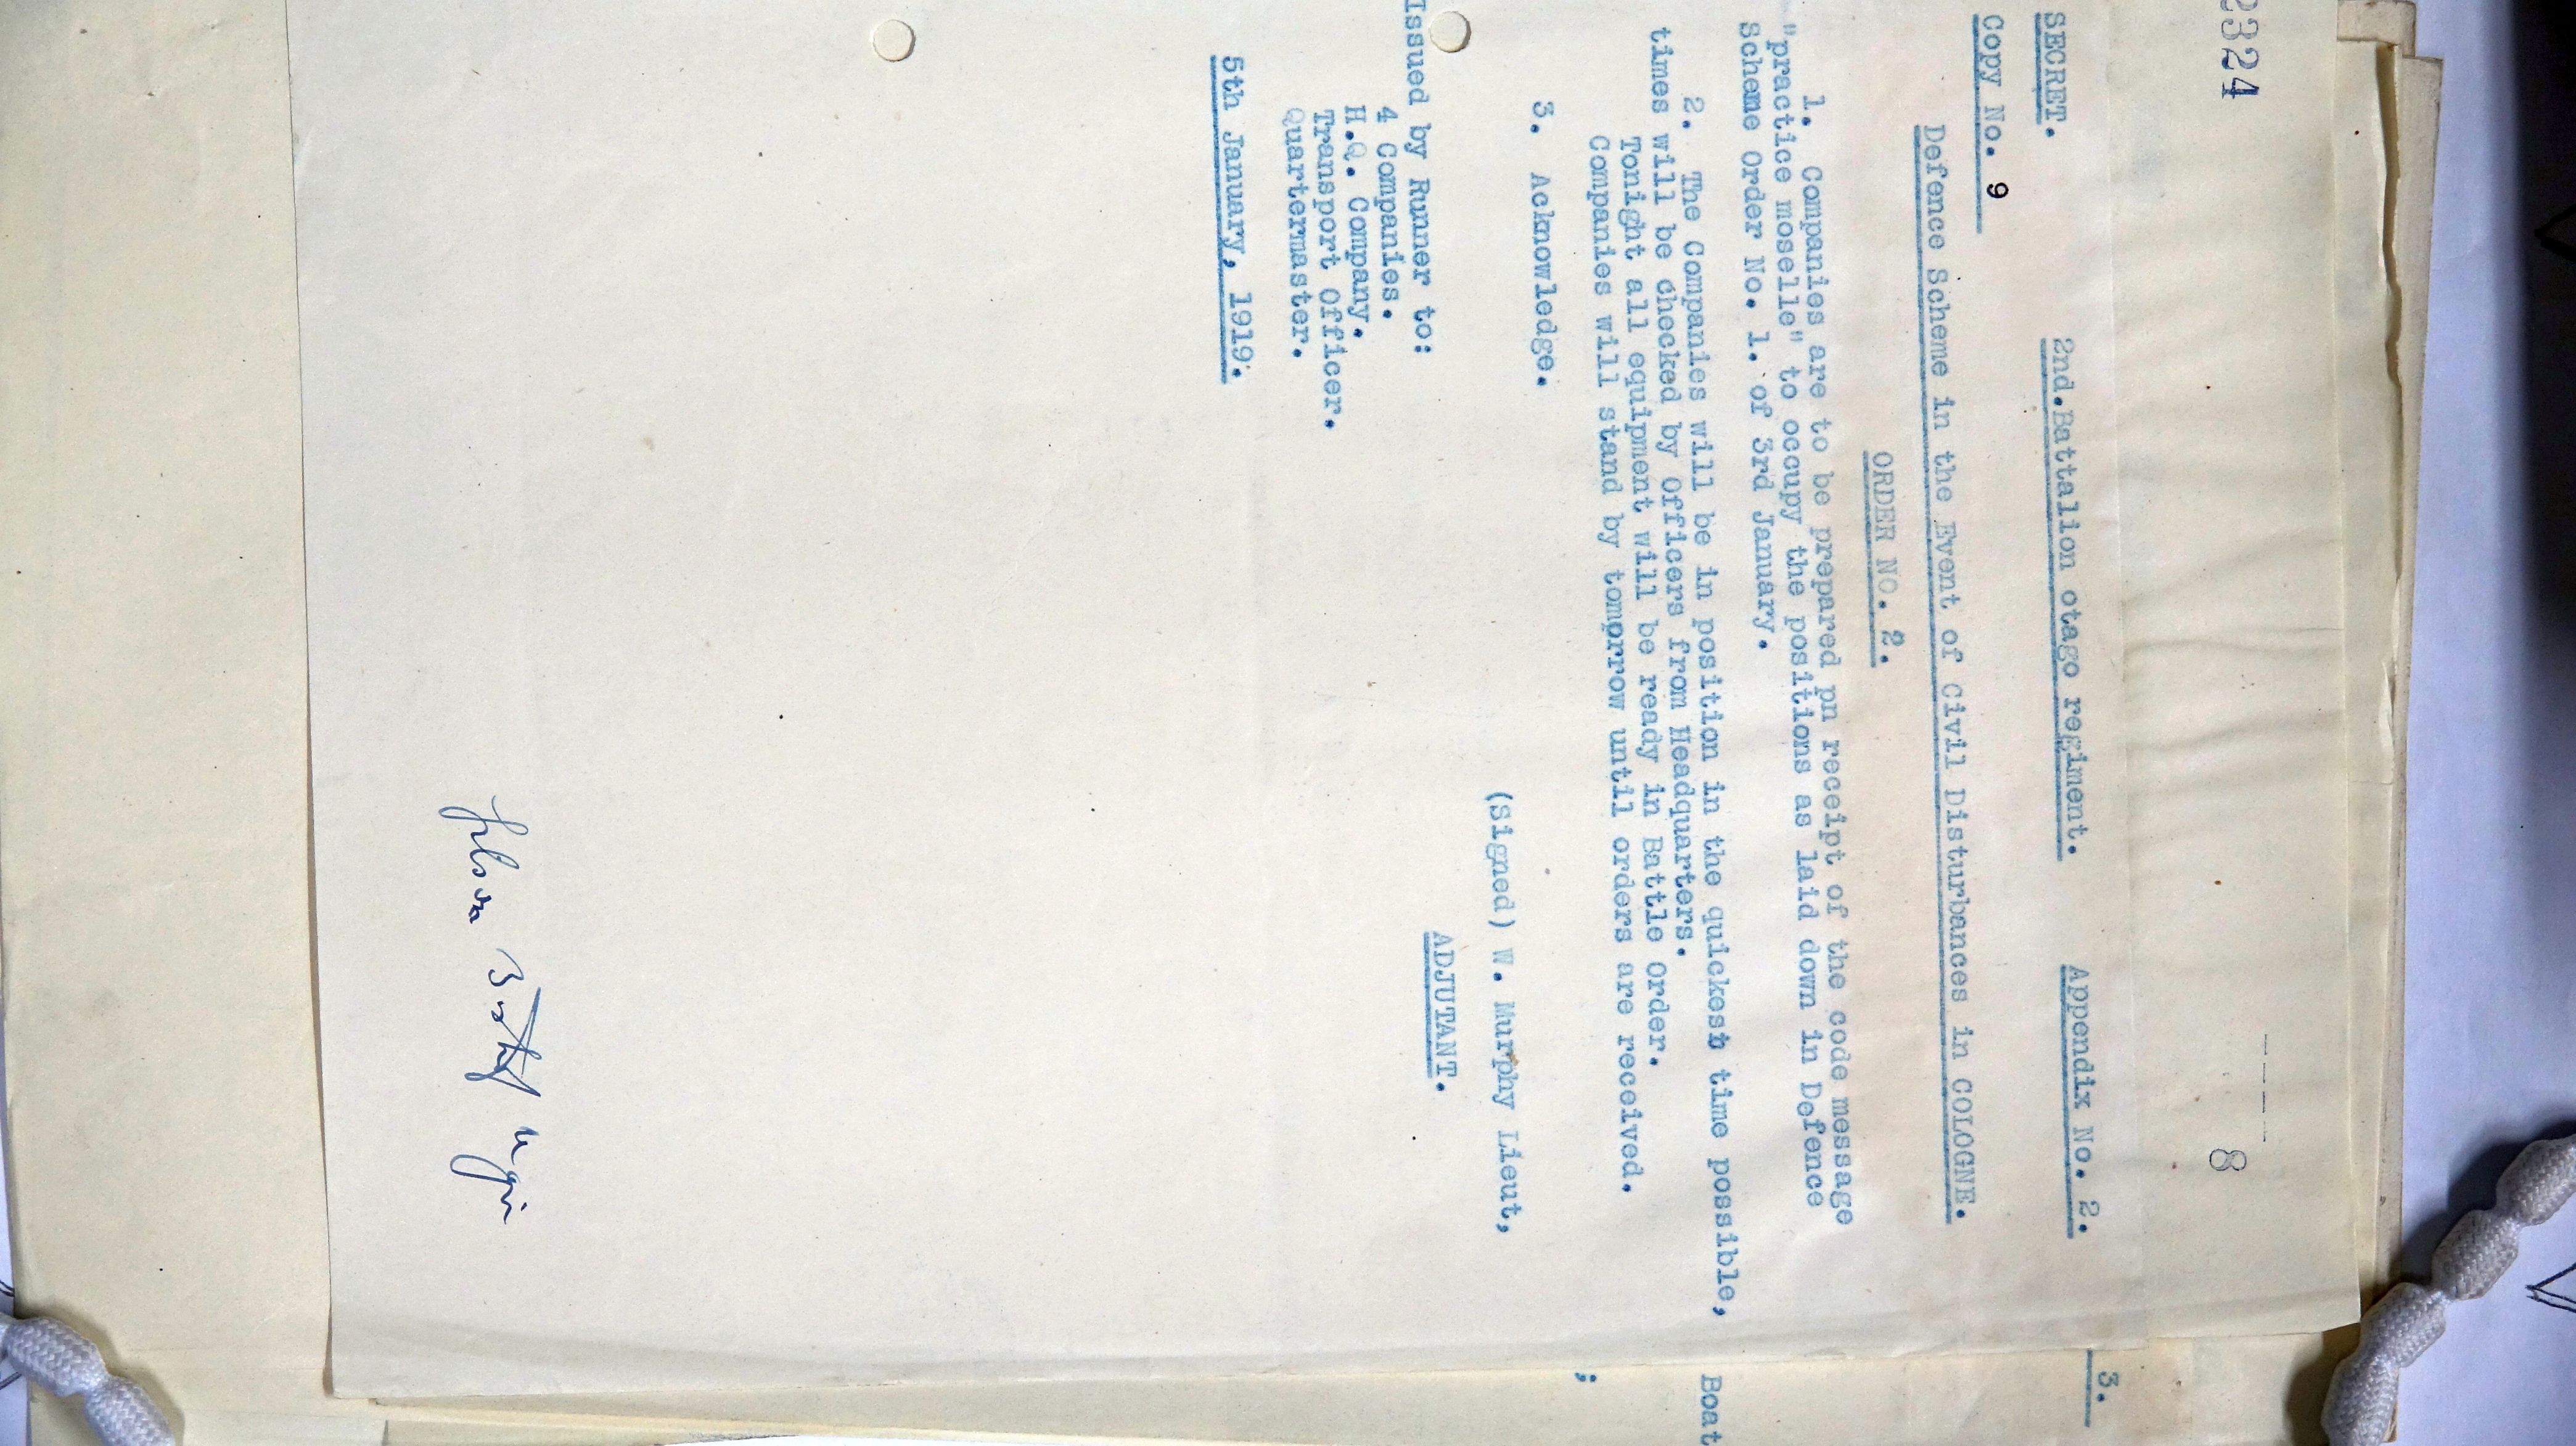 2324
---- 8
SECRET. 2nd.Battalion otago regiment. Appendix No. 2.
Copy No. 9
Defence Scheme in the Event of Civil Disturbances in COLOGNE.
ORDER NO. 2.
1. Companies are to be prepared pn receipt of the code message
"practice moselle" to occupy the positions as laid down in Defence
Scheme Order No. 1. of 3rd January.
2. The Companies will be in position in the quickest time possible,
times will be checked by Officers from Headquarters.
Tonight all equipment will be ready in Battle Order.
Companies will stand by tomorrow until orders are received.
3. Acknowledge.
(Signed) W. Murphy Lieut,
ADJUTANT.
Issued by Runner to:
4 Companies.
H.Q. Company.
Transport Officer.
Quartermaster.
5th January, 1919.
3.
Boat
;